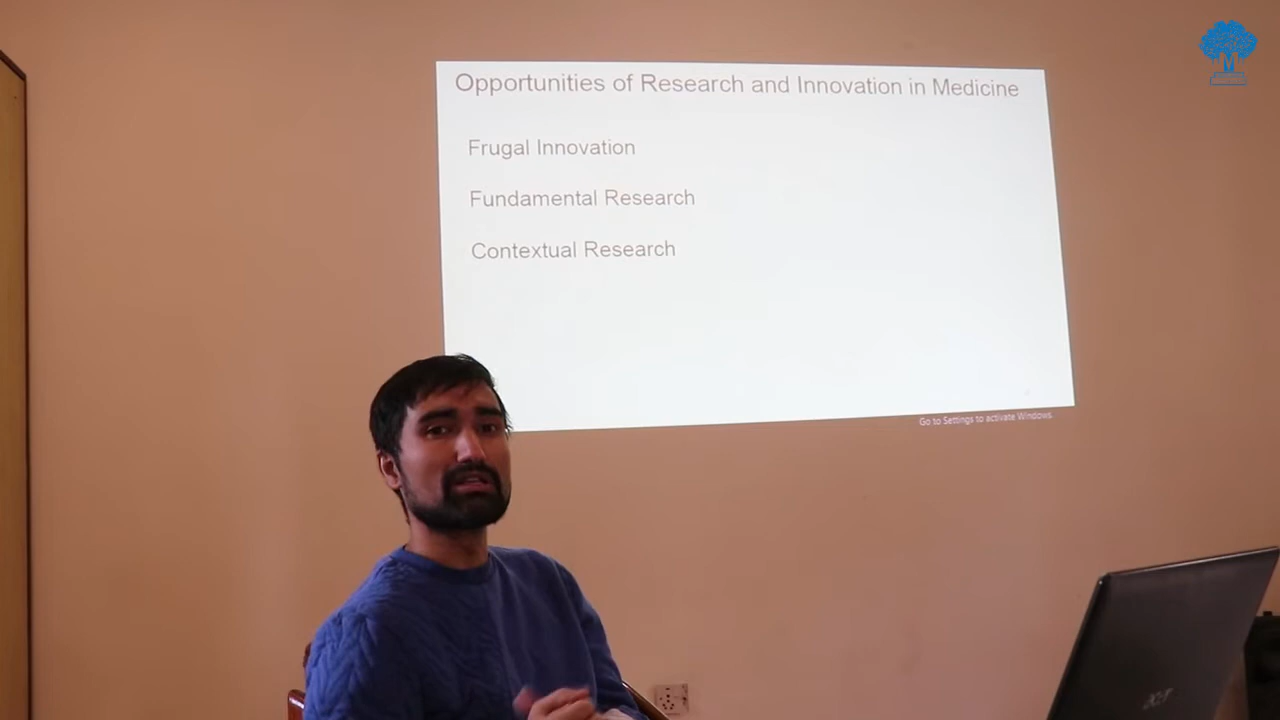 Opportunities of Research and Innovation in Medicine
Frugal Innovation
Fundamental Research
Contextual Research
Go to Settings to activate Windows
acer